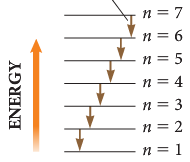 n = 7
n = 6
n = 5
n = 4
n = 3
n = 2
n = 1
ENERGY